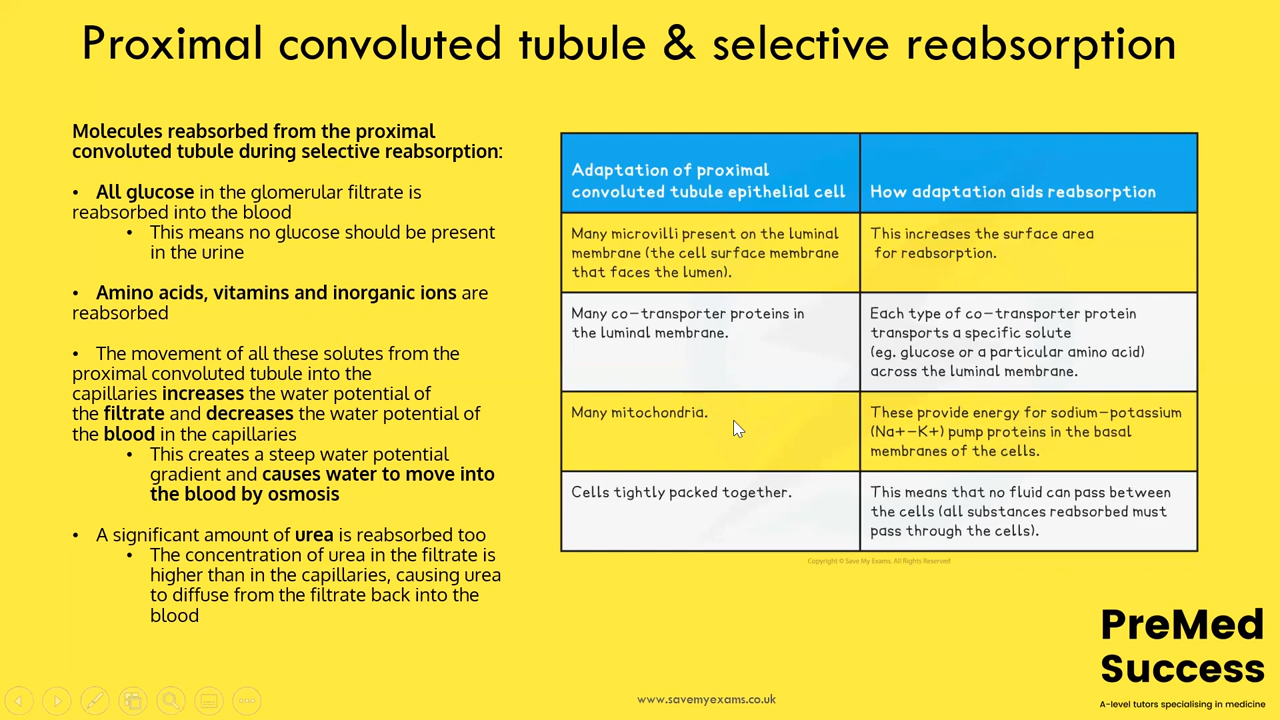 Proximal convoluted tubule & selective reabsorption
Molecules reabsorbed from the proximal
convoluted tubule during selective reabsorption:
• All glucose in the glomerular filtrate is
reabsorbed into the blood
• This means no glucose should be present
in the urine
• Amino acids, vitamins and inorganic ions are
reabsorbed
• The movement of all these solutes from the
proximal convoluted tubule into the
capillaries increases the water potential of
the filtrate and decreases the water potential of
the blood in the capillaries
• This creates a steep water potential
gradient and causes water to move into
the blood by osmosis
• A significant amount of urea is reabsorbed too
• The concentration of urea in the filtrate is
higher than in the capillaries, causing urea
to diffuse from the filtrate back into the
blood
Adaptation of proximal
convoluted tubule epithelial cell
How adaptation aids reabsorption
Many microvilli present on the luminal
membrane (the cell surface membrane
that faces the lumen).
This increases the surface area
for reabsorption.
Many co-transporter proteins in
the luminal membrane.
Each type of co-transporter protein
transports a specific solute
(eg. glucose or a particular amino acid)
across the luminal membrane.
Many mitochondria.
These provide energy for sodium-potassium
(Na+-K+) pump proteins in the basal
membranes of the cells.
Cells tightly packed together.
This means that no fluid can pass between
the cells (all substances reabsorbed must
pass through the cells).
Copyright © Save My Exams. All Rights Reserved
PreMed
Success
A-level tutors specialising in medicine
www.savemyexams.co.uk